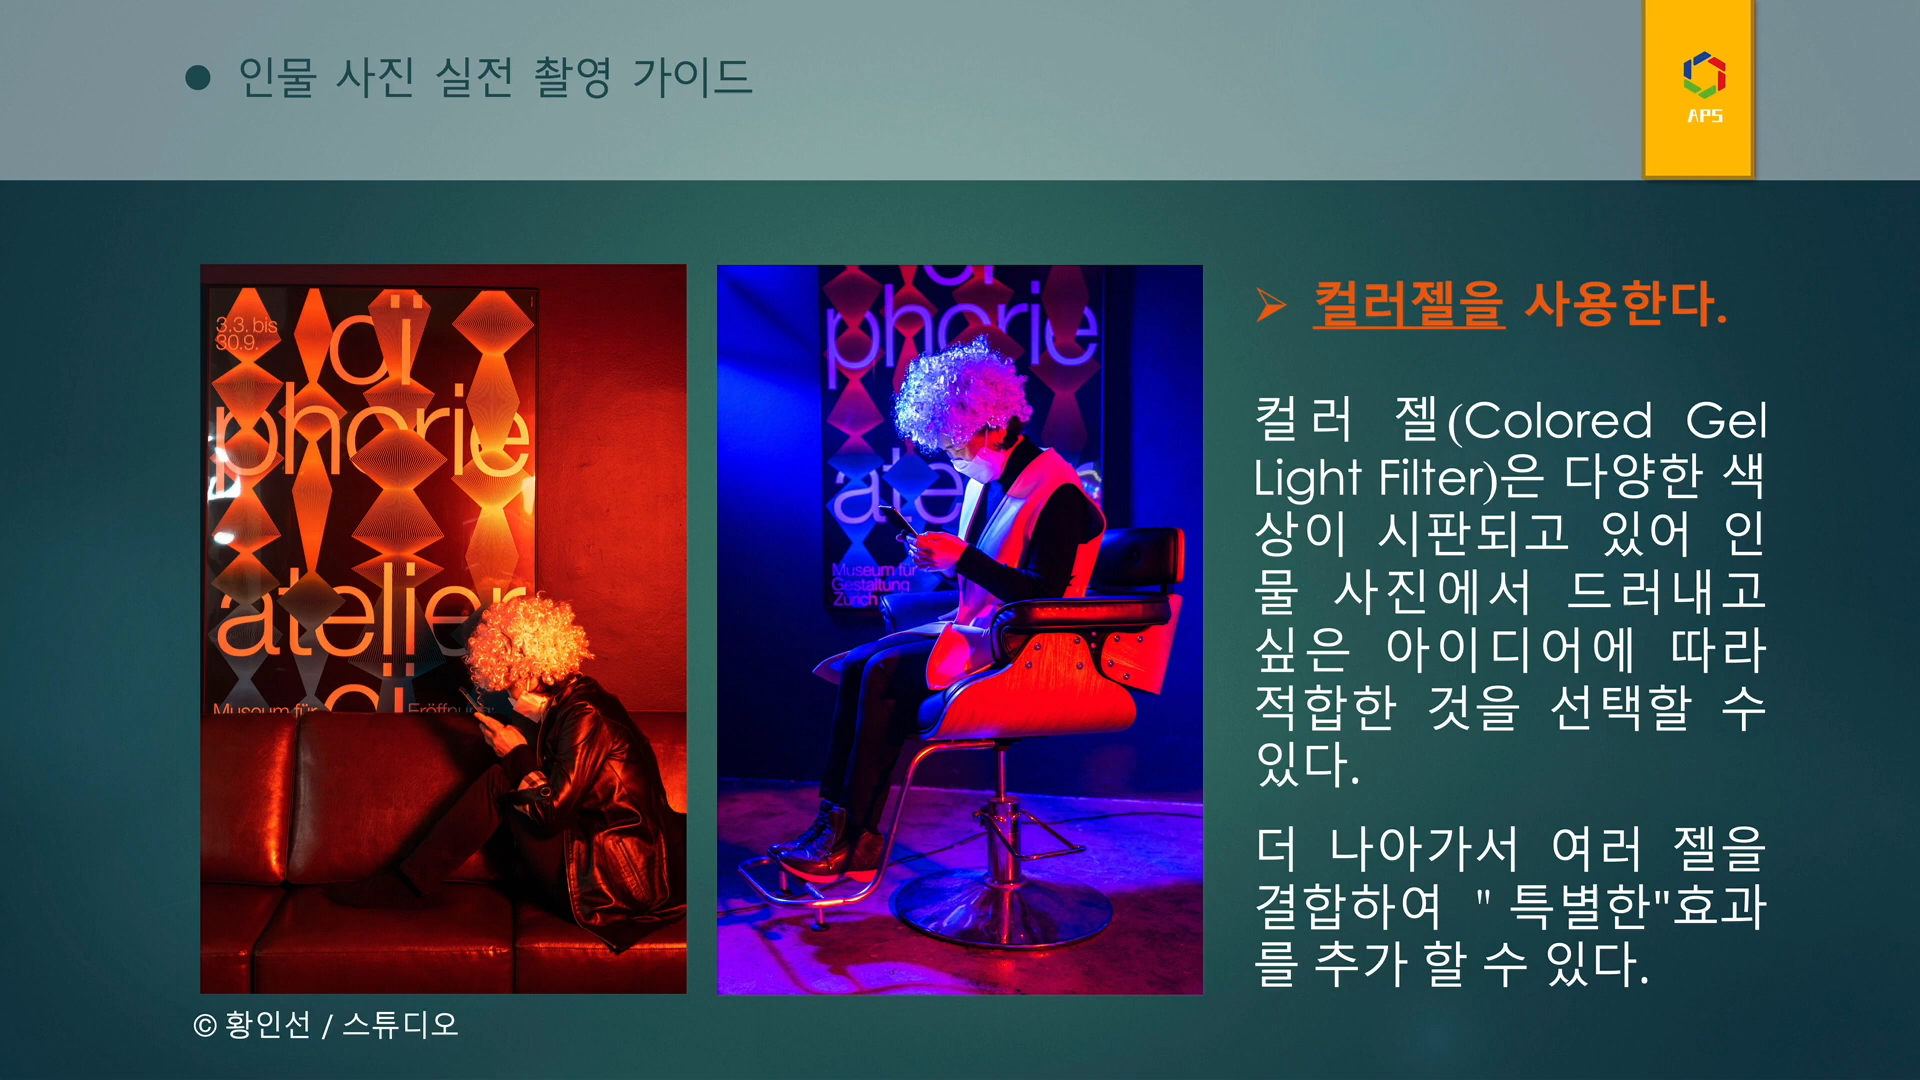 인물 사진 실전 촬영 가이드
APS
3.3. bis
30.9.
di
phorie
atelier
di
Museum für
Eröffnung:
di
phorie
ate
r
Museum für
Gestaltung
Zürich
컬러젤을 사용한다.
컬러 젤(Colored Gel
Light Filter)은 다양한 색
상이 시판되고 있어 인
물 사진에서 드러내고
싶은 아이디어에 따라
적합한 것을 선택할 수
있다.
더 나아가서 여러 젤을
결합하여 "특별한"효과
를 추가 할 수 있다.
© 황인선 / 스튜디오